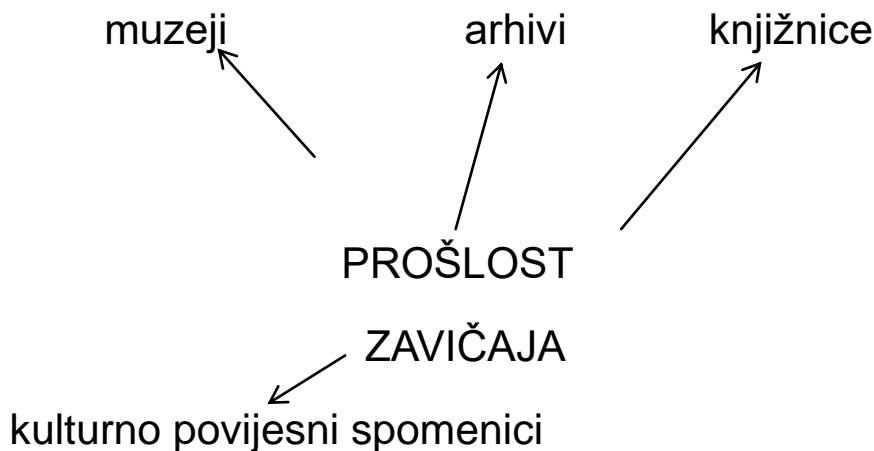 muzeji arhivi knjižnice
PROŠLOST
ZAVIČAJA
kulturno povijesni spomenici